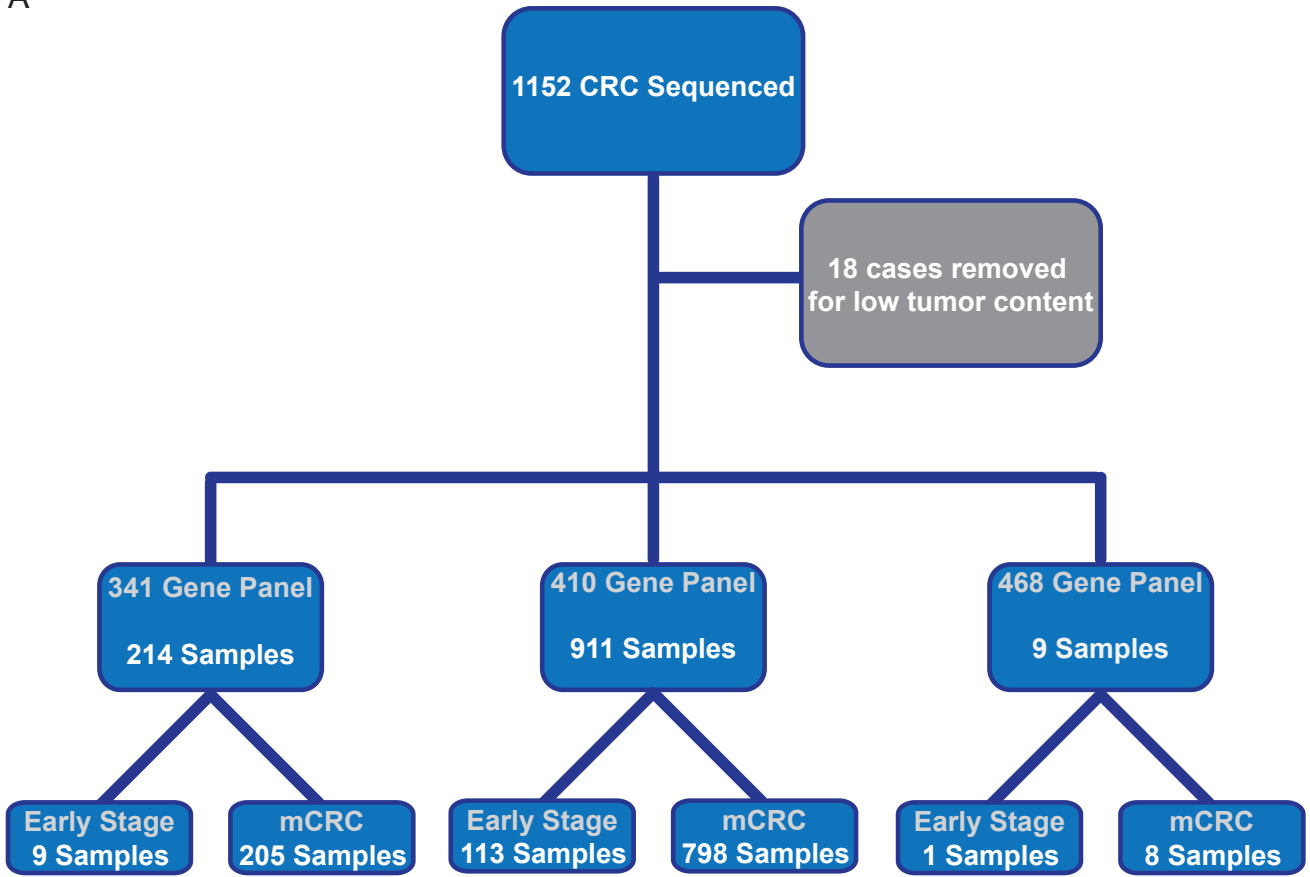 A
1152 CRC Sequenced
18 cases removed
for low tumor content
341 Gene Panel
214 Samples
410 Gene Panel
911 Samples
468 Gene Panel
9 Samples
Early Stage
9 Samples
mCRC
205 Samples
Early Stage
113 Samples
mCRC
798 Samples
Early Stage
1 Samples
mCRC
8 Samples